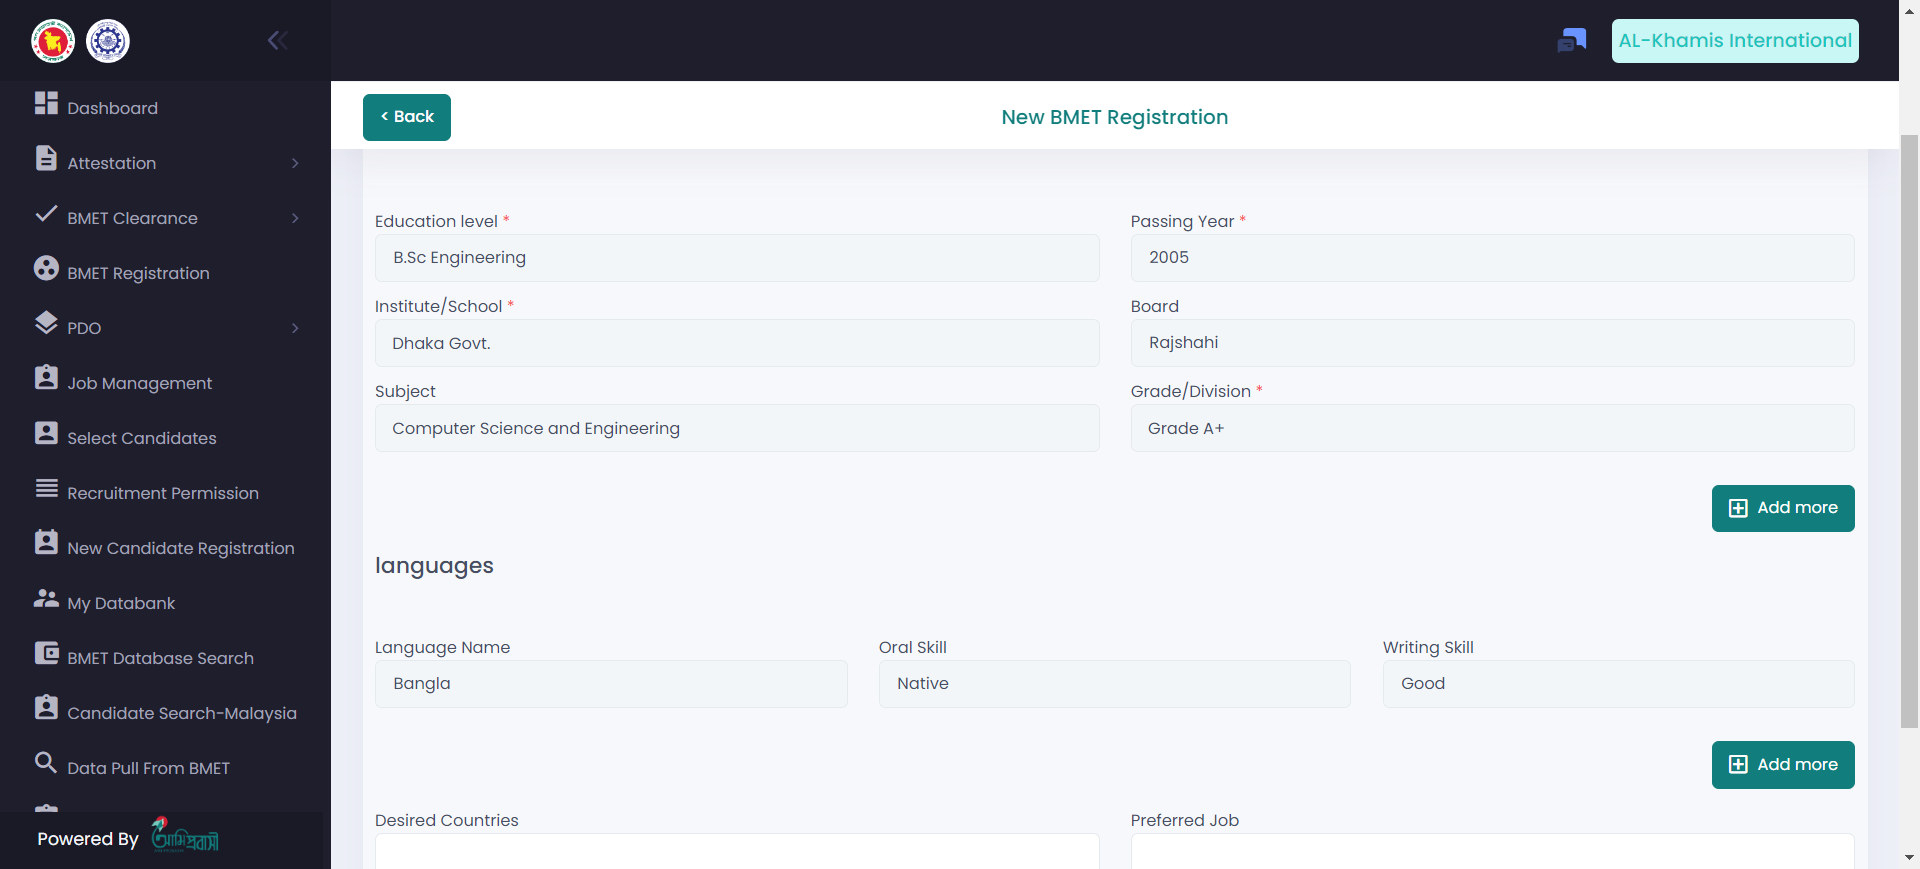 AL-Khamis International
Dashboard
Attestation
BMET Clearance
BMET Registration
PDO
Job Management
Select Candidates
Recruitment Permission
New Candidate Registration
My Databank
BMET Database Search
Candidate Search-Malaysia
Data Pull From BMET
Powered By
আমি প্রবাসী
< Back
New BMET Registration
Education level *
Passing Year *
B.Sc Engineering
2005
Institute/School *
Board
Dhaka Govt.
Rajshahi
Subject
Grade/Division *
Computer Science and Engineering
Grade A+
Add more
languages
Language Name
Oral Skill
Writing Skill
Bangla
Native
Good
Add more
Desired Countries
Preferred Job